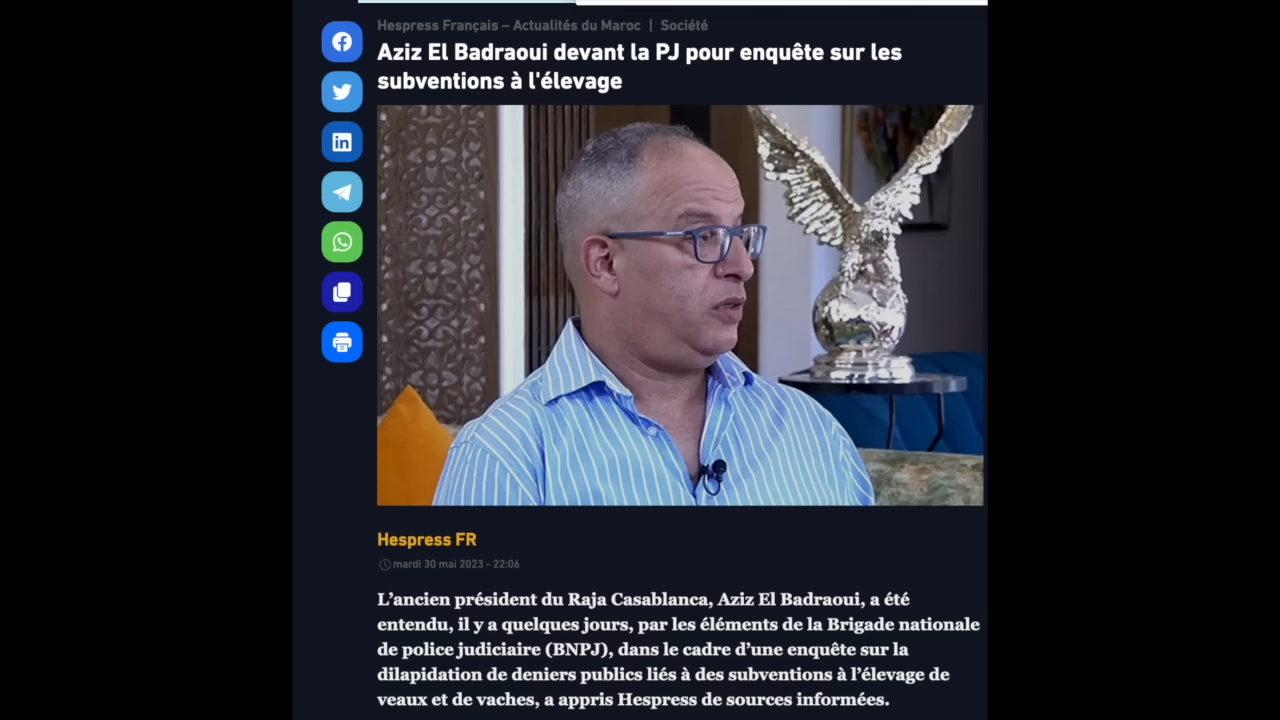 Hespress Français – Actualités du Maroc | Société
Aziz El Badraoui devant la PJ pour enquête sur les
subventions à l'élevage
Hespress FR
mardi 30 mai 2023 - 22:06
L’ancien président du Raja Casablanca, Aziz El Badraoui, a été
entendu, il y a quelques jours, par les éléments de la Brigade nationale
de police judiciaire (BNPJ), dans le cadre d’une enquête sur la
dilapidation de deniers publics liés à des subventions à l’élevage de
veaux et de vaches, a appris Hespress de sources informées.